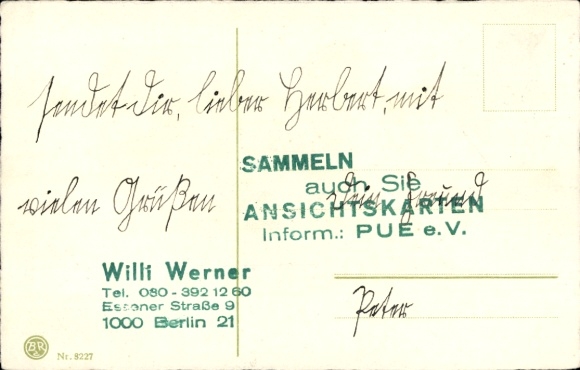 sendet dir, lieber Herbert, mit
vielen Grüßen
dein Freund
Peter
SAMMELN
auch Sie
ANSICHTSKARTEN
Inform.: PUE e.V.
Willi Werner
Tel. 030-392 12 60
Essener Straße 9
1000 Berlin 21
Nr. 8227